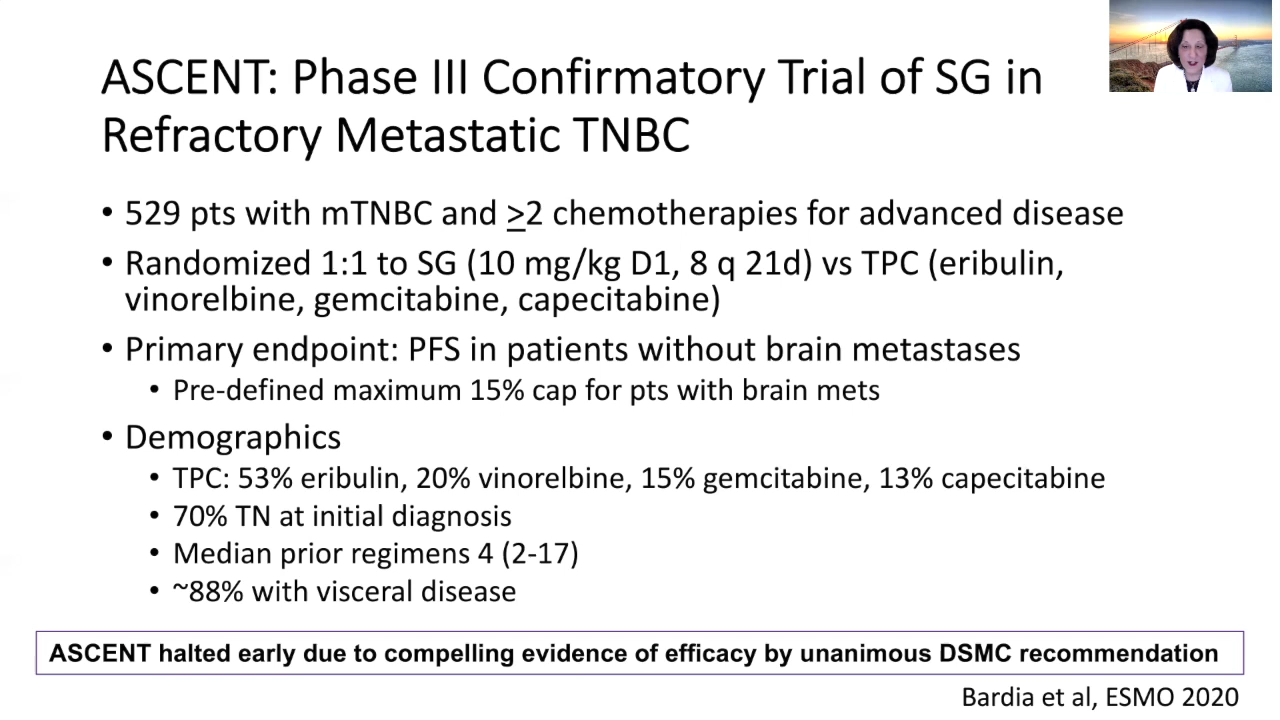 ASCENT: Phase III Confirmatory Trial of SG in
Refractory Metastatic TNBC
• 529 pts with mTNBC and ≥2 chemotherapies for advanced disease
• Randomized 1:1 to SG (10 mg/kg D1, 8 q 21d) vs TPC (eribulin,
vinorelbine, gemcitabine, capecitabine)
• Primary endpoint: PFS in patients without brain metastases
• Pre-defined maximum 15% cap for pts with brain mets
• Demographics
• TPC: 53% eribulin, 20% vinorelbine, 15% gemcitabine, 13% capecitabine
• 70% TN at initial diagnosis
• Median prior regimens 4 (2-17)
• ~88% with visceral disease
ASCENT halted early due to compelling evidence of efficacy by unanimous DSMC recommendation
Bardia et al, ESMO 2020